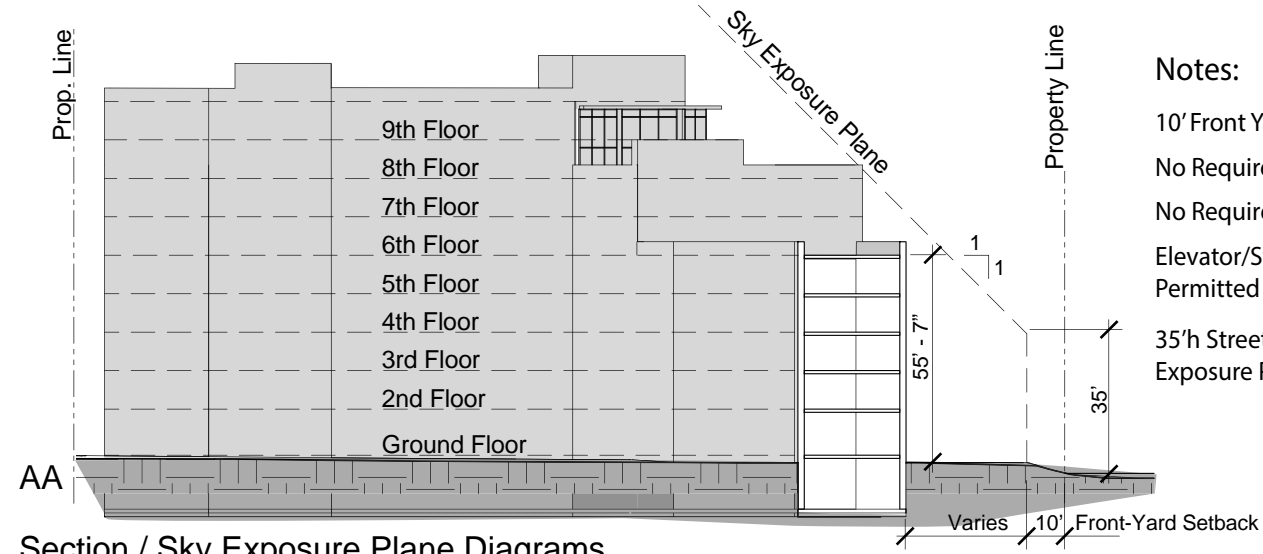 Prop. Line
Sky Exposure Plane
Property Line
Notes:
10' Front Y
No Require
No Require
Elevator/S
Permitted
35'h Street
Exposure P
9th Floor
8th Floor
7th Floor
6th Floor
5th Floor
4th Floor
3rd Floor
2nd Floor
Ground Floor
1
1
55' - 7"
35'
AA
Varies
10'
Front-Yard Setback
Section / Sky Exposure Plane Diagrams